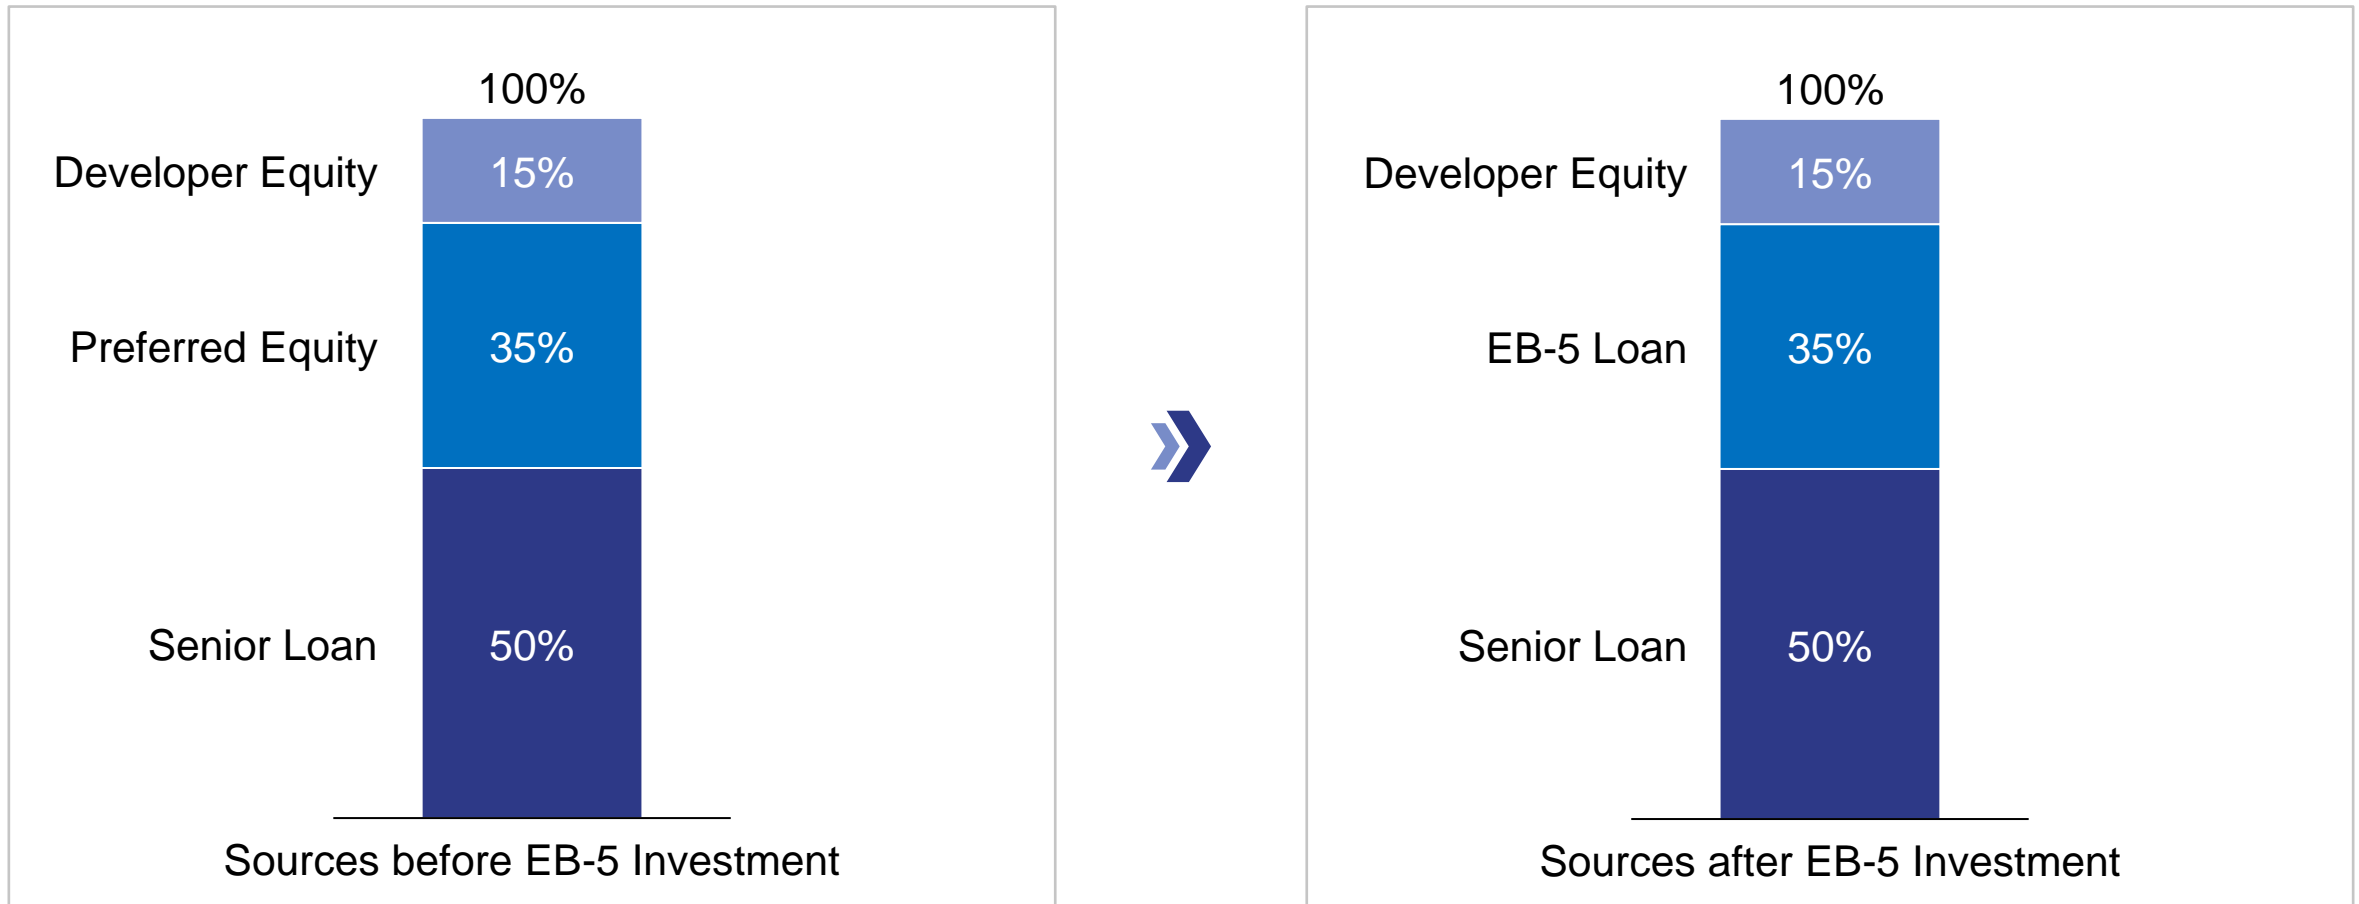 100%
Developer Equity 15%
Preferred Equity 35%
Senior Loan 50%
Sources before EB-5 Investment
100%
Developer Equity 15%
EB-5 Loan 35%
Senior Loan 50%
Sources after EB-5 Investment